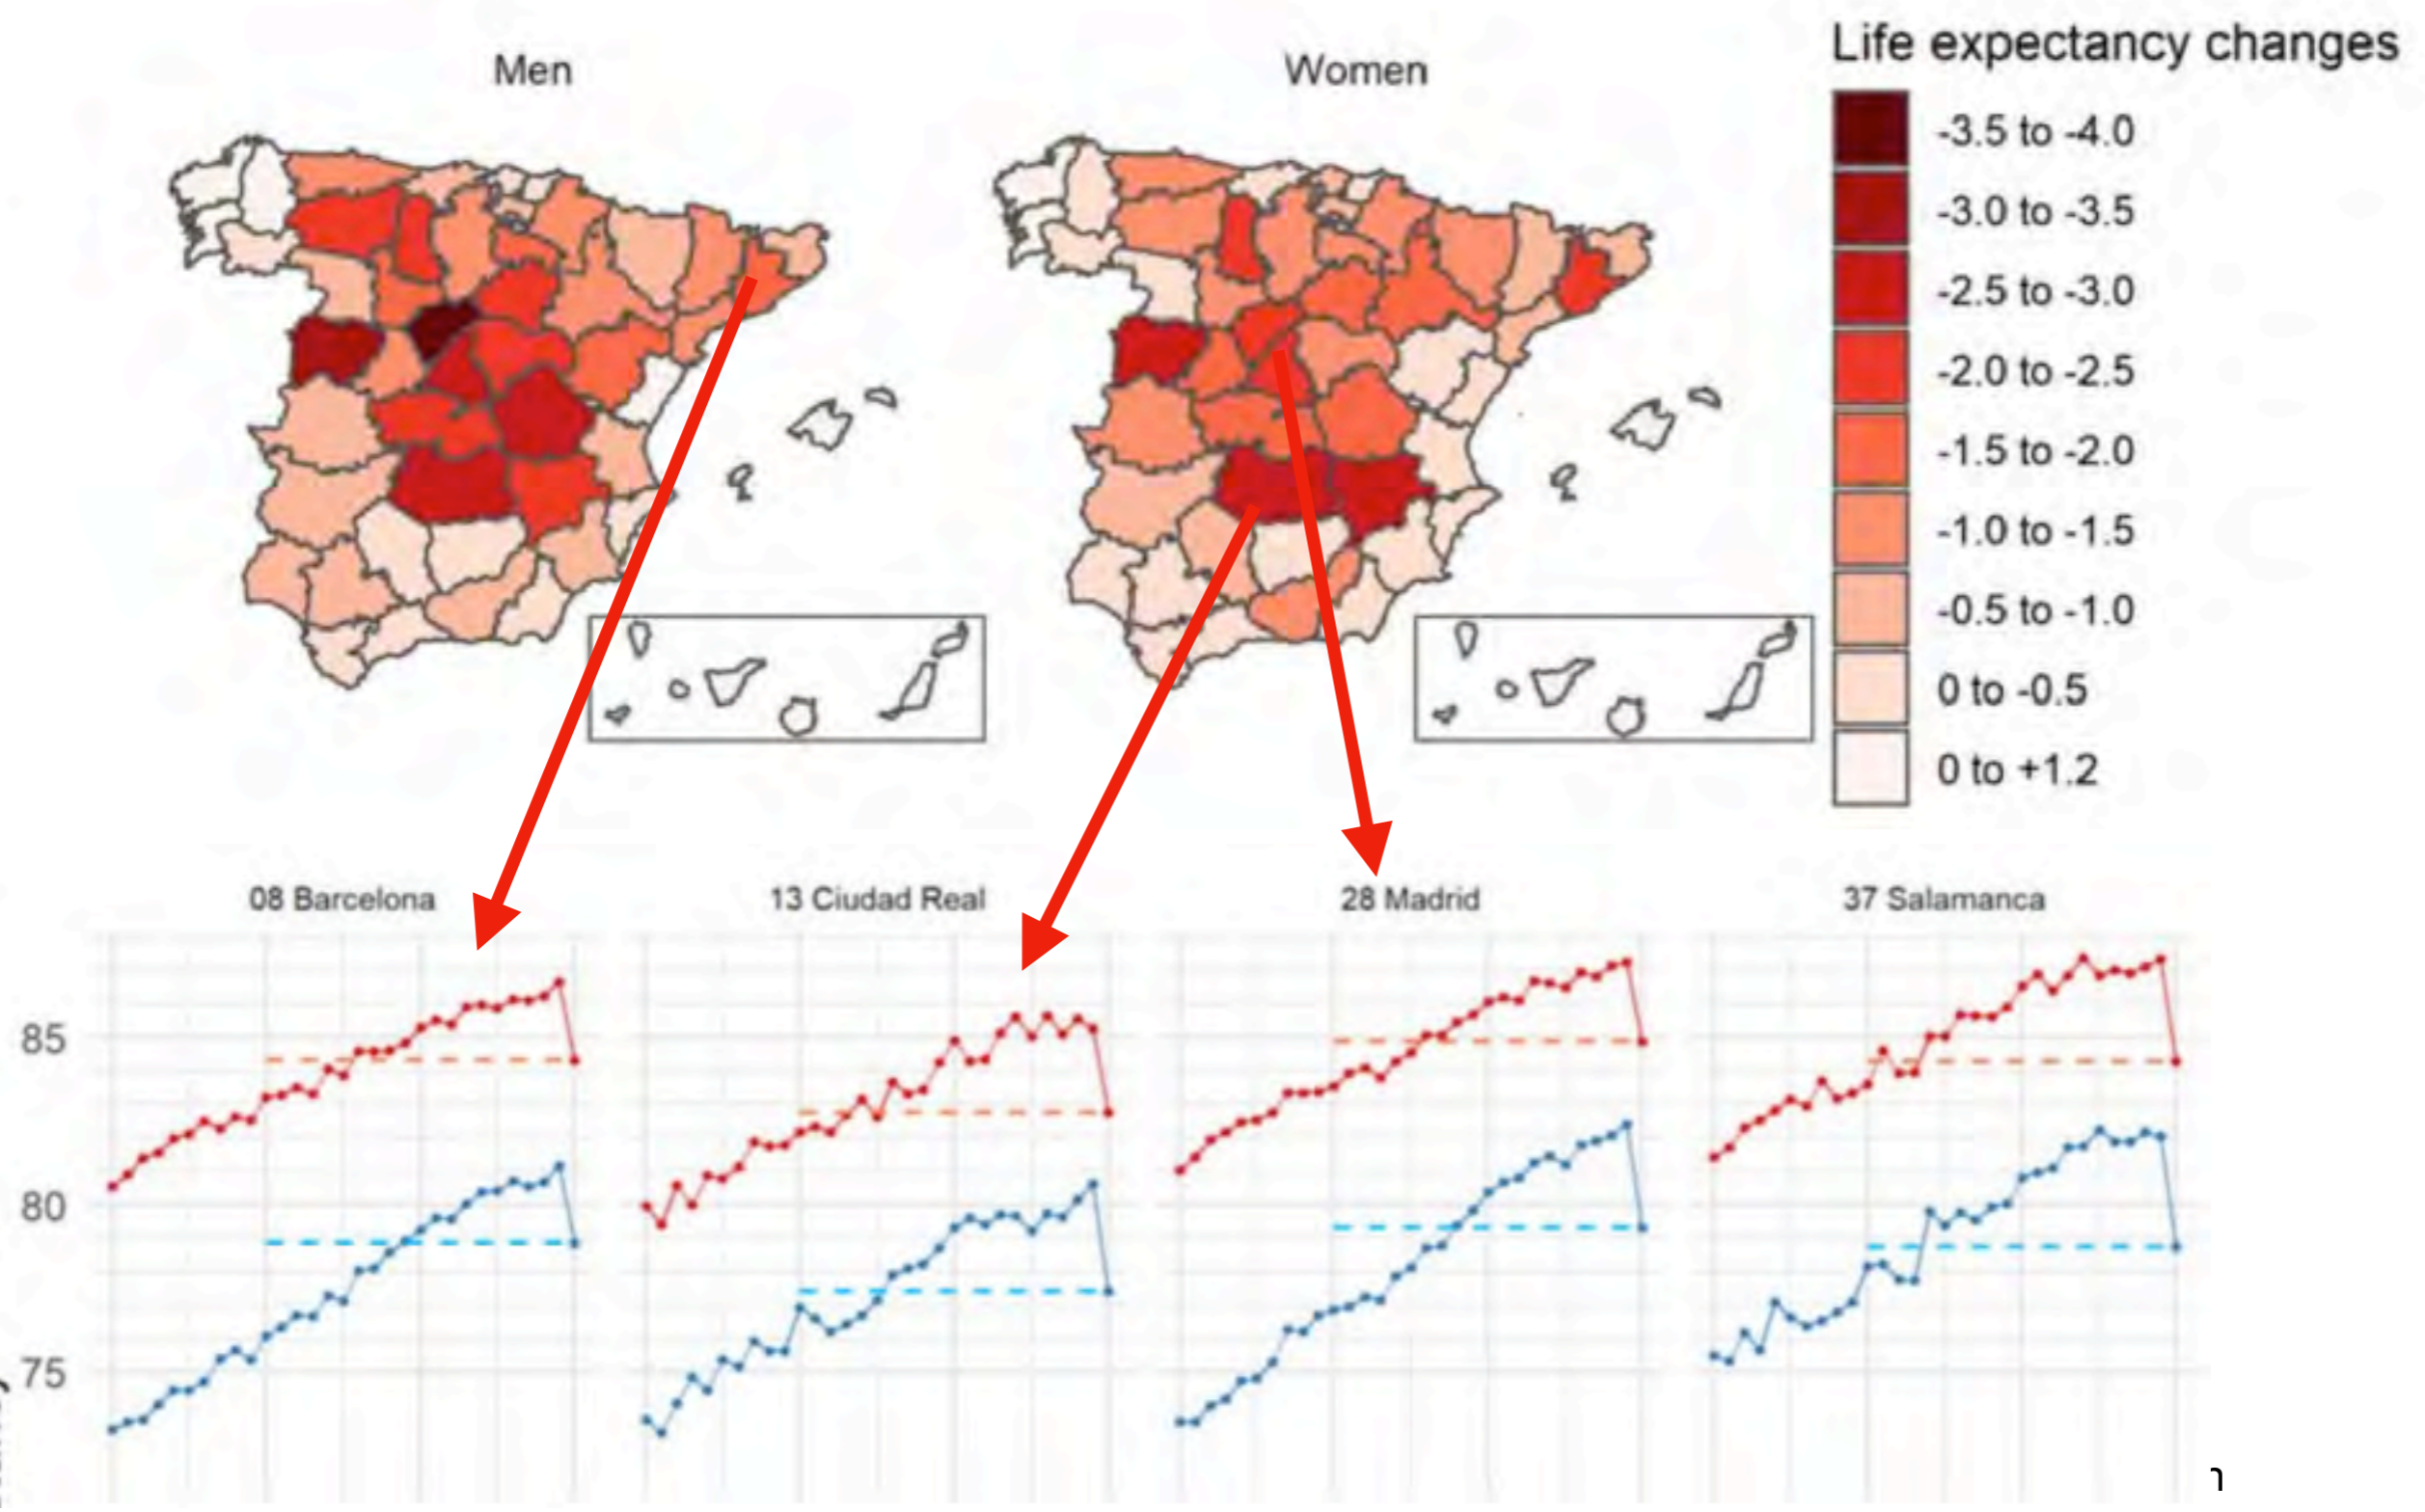 Men
Women
Life expectancy changes
-3.5 to -4.0
-3.0 to -3.5
-2.5 to -3.0
-2.0 to -2.5
-1.5 to -2.0
-1.0 to -1.5
-0.5 to -1.0
0 to -0.5
0 to +1.2
08 Barcelona
13 Ciudad Real
28 Madrid
37 Salamanca
85
80
75